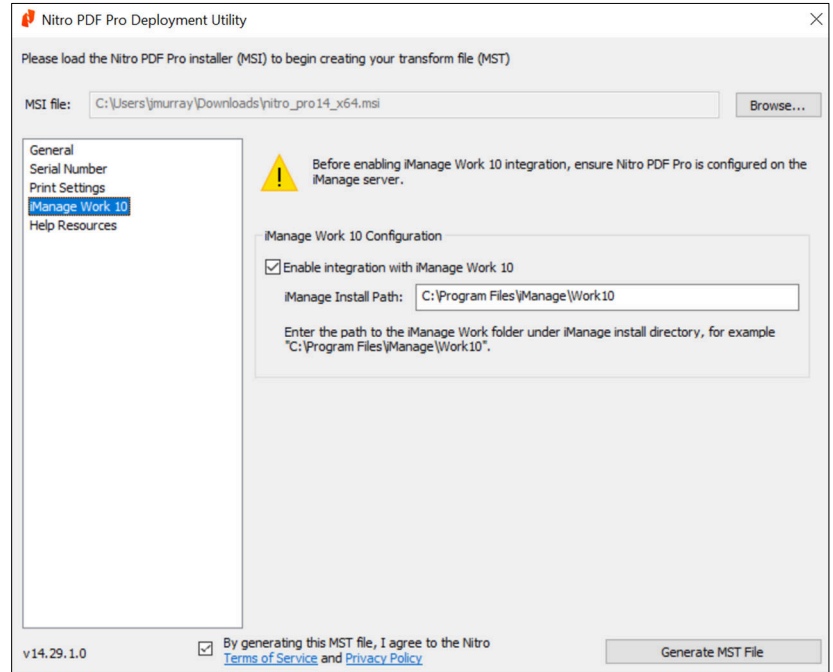 Nitro PDF Pro Deployment Utility
Please load the Nitro PDF Pro installer (MSI) to begin creating your transform file (MST)
MSI file:
C:\Users\jmurray\Downloads\nitro_pro14_x64.msi
Browse...
General
Serial Number
Print Settings
iManage Work 10
Help Resources
Before enabling iManage Work 10 integration, ensure Nitro PDF Pro is configured on the
iManage server.
iManage Work 10 Configuration
Enable integration with iManage Work 10
iManage Install Path:
C:\Program Files\iManage\Work10
Enter the path to the iManage Work folder under iManage install directory, for example
"C:\Program Files\iManage\Work10".
v14.29.1.0
By generating this MST file, I agree to the Nitro
Terms of Service and Privacy Policy
Generate MST File